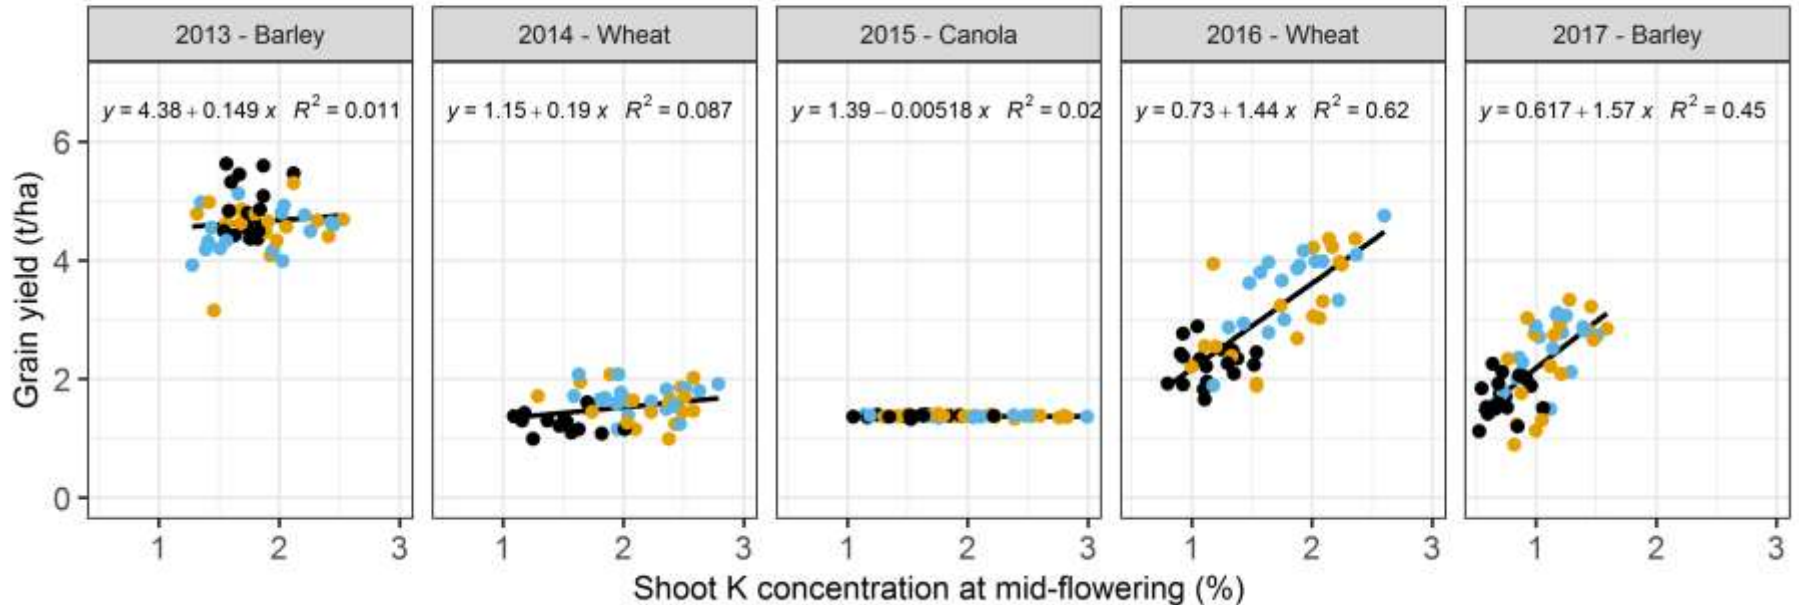 2013 - Barley 2014 - Wheat 2015 - Canola 2016 - Wheat 2017 - Barley
y = 4.38 + 0.149 x R² = 0.011 y = 1.15 + 0.19 x R² = 0.087 y = 1.39 − 0.00518 x R² = 0.02 y = 0.73 + 1.44 x R² = 0.62 y = 0.617 + 1.57 x R² = 0.45
6
4
2
0
Grain yield (t/ha)
1 2 3 1 2 3 1 2 3 1 2 3 1 2 3
Shoot K concentration at mid-flowering (%)